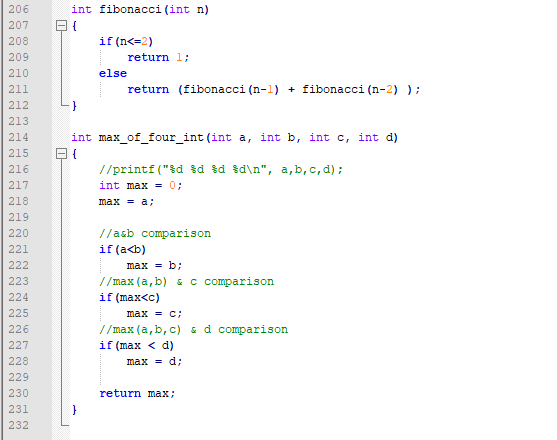 206 int fibonacci(int n)
207 {
208     if(n<=2)
209         return 1;
210     else
211         return (fibonacci(n-1) + fibonacci(n-2) );
212 }
213
214 int max_of_four_int(int a, int b, int c, int d)
215 {
216     //printf("%d %d %d %d\n", a,b,c,d);
217     int max = 0;
218     max = a;
219
220     //a&b comparison
221     if(a<b)
222         max = b;
223     //max(a,b) & c comparison
224     if(max<c)
225         max = c;
226     //max(a,b,c) & d comparison
227     if(max < d)
228         max = d;
229
230     return max;
231 }
232